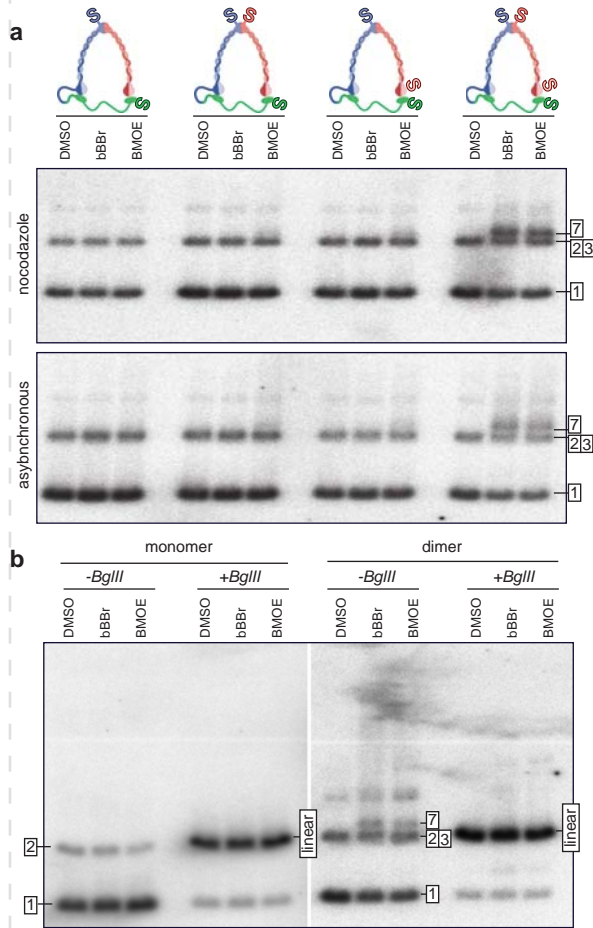 a
S
S
S S
S
S
S
S
S S
S
S
DMSO bBBr BMOE DMSO bBBr BMOE DMSO bBBr BMOE DMSO bBBr BMOE
nocodazole
7
2 3
1
asybnchronous
7
2 3
1
b
monomer dimer
-BglII +BglII -BglII +BglII
DMSO bBBr BMOE DMSO bBBr BMOE DMSO bBBr BMOE DMSO bBBr BMOE
2
1
linear
7
2 3
1
linear